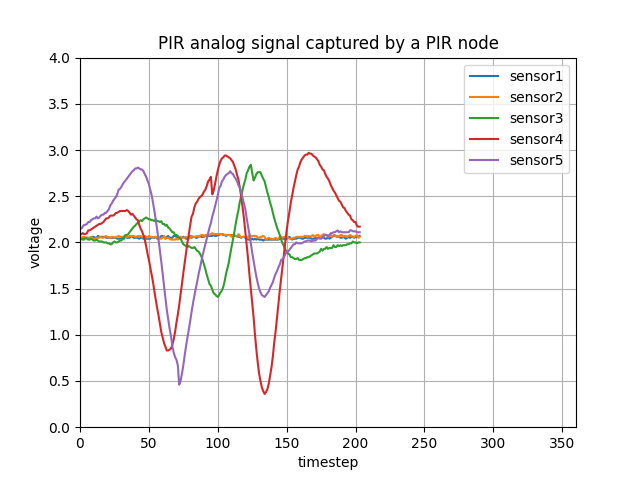 PIR analog signal captured by a PIR node
4.0
3.5
3.0
2.5
2.0
1.5
1.0
0.5
0.0
voltage
sensor1
sensor2
sensor3
sensor4
sensor5
0 50 100 150 200 250 300 350
timestep